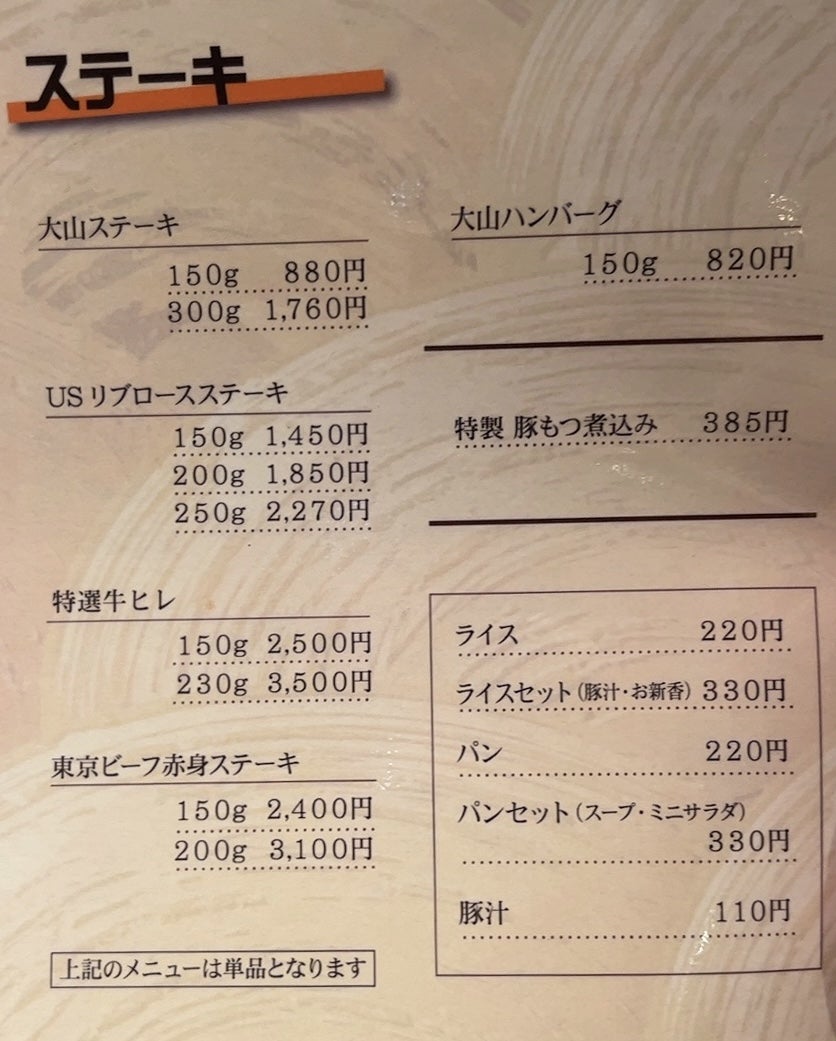 ステーキ
大山ステーキ
150g 880円
300g 1,760円
USリブロースステーキ
150g 1,450円
200g 1,850円
250g 2,270円
特選牛ヒレ
150g 2,500円
230g 3,500円
東京ビーフ赤身ステーキ
150g 2,400円
200g 3,100円
上記のメニューは単品となります
大山ハンバーグ
150g 820円
特製 豚もつ煮込み 385円
ライス 220円
ライスセット(豚汁・お新香) 330円
パン 220円
パンセット(スープ・ミニサラダ)
330円
豚汁 110円